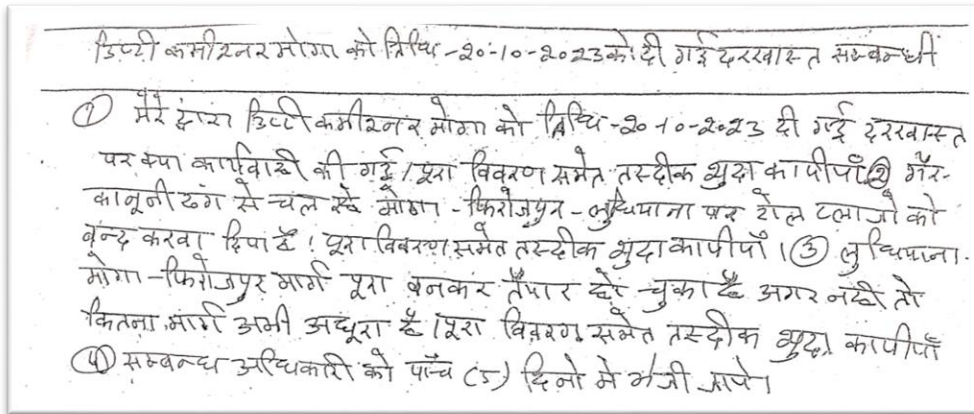 डिप्टी कमीश्नर मोगा को तिथि -20-10-2023 को दी गई दरखास्त सम्बन्धी
① मेरे द्वारा डिप्टी कमीश्नर मोगा को तिथि -20-10-2023 दी गई दरखास्त
पर क्या कार्यवाही की गई। पूरा विवरण समेत तस्दीक शुदा कापीयाँ ② गैर-
कानूनी ढंग से चल रहे मोगा - फिरोजपुर - लुधियाना पर टोल प्लाजो को
बन्द करवा दिया है। पूरा विवरण समेत तस्दीक शुदा कापीयाँ। ③ लुधियाना-
मोगा - फिरोजपुर मार्ग पूरा बनकर तैयार हो चुका है अगर नही तो
कितना मार्ग अभी अधूरा है। पूरा विवरण समेत तस्दीक शुदा कापीयाँ
④ सम्बन्ध अधिकारी को पाँच (5) दिनो मे भेजी जाये।